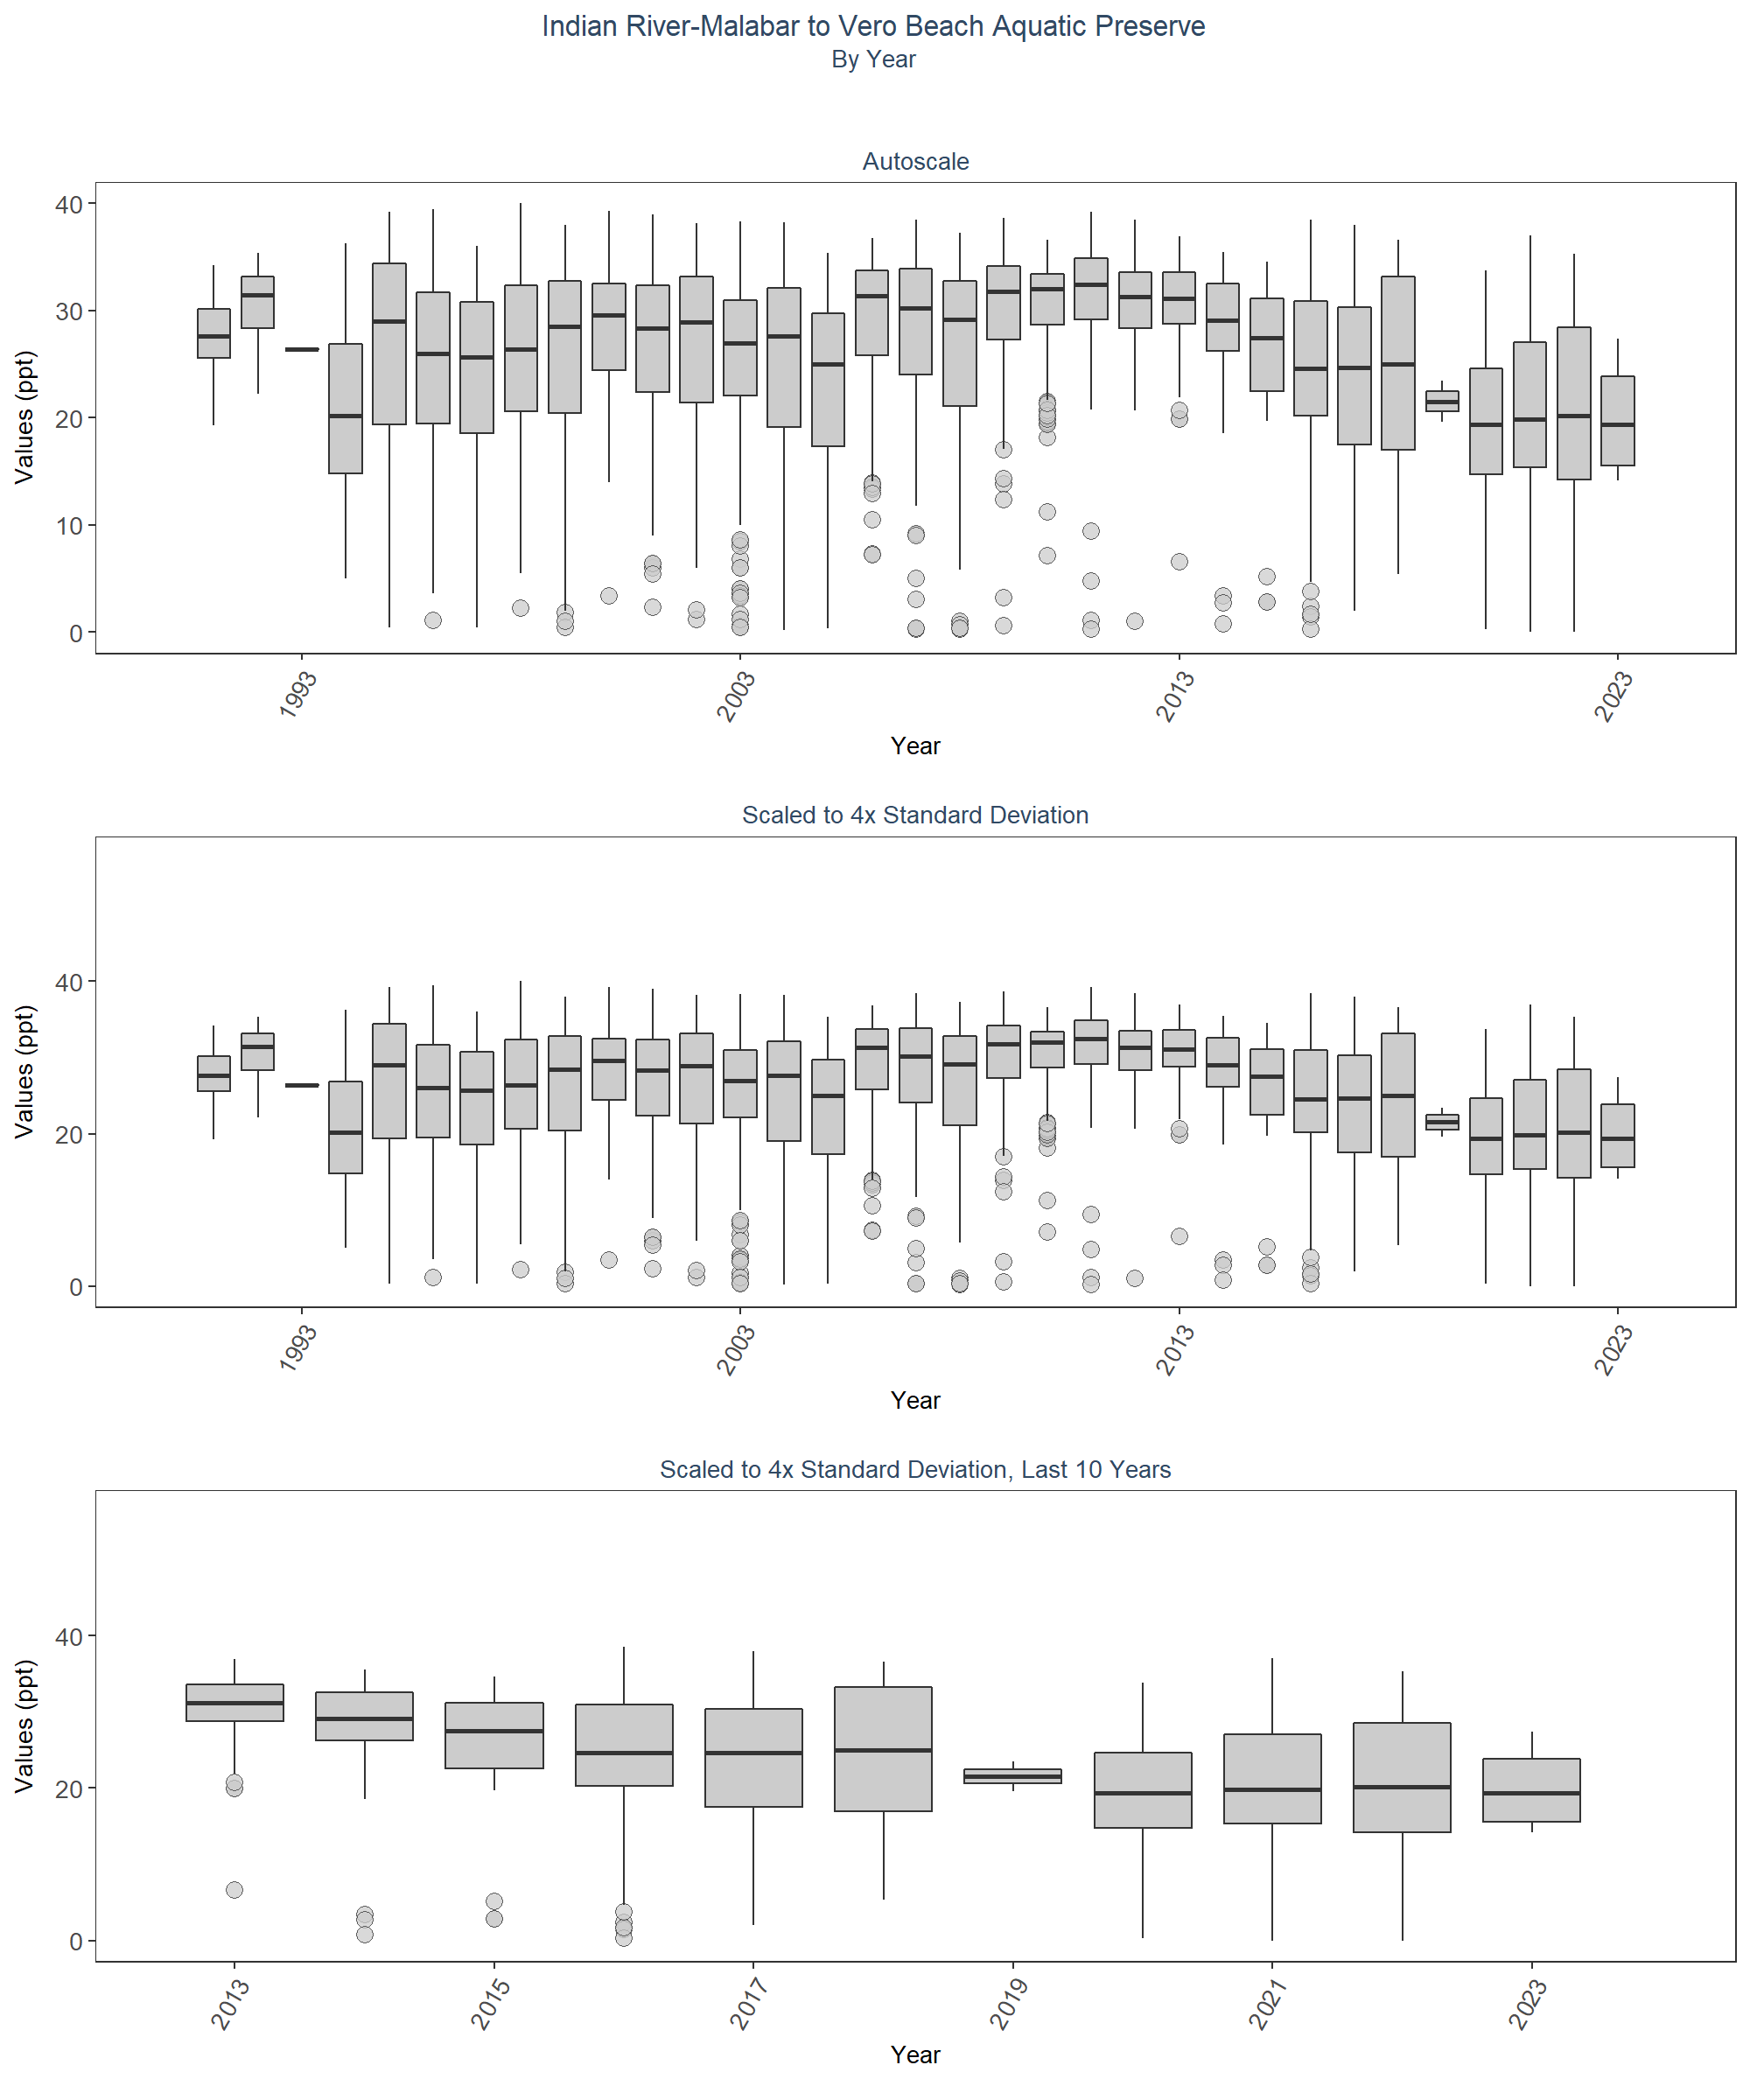 Indian River-Malabar to Vero Beach Aquatic Preserve
By Year
Autoscale
Values (ppt)
40
30
20
10
0
1993
2003
2013
2023
Year
Scaled to 4x Standard Deviation
Values (ppt)
40
20
0
1993
2003
2013
2023
Year
Scaled to 4x Standard Deviation, Last 10 Years
Values (ppt)
40
20
0
2013
2015
2017
2019
2021
2023
Year